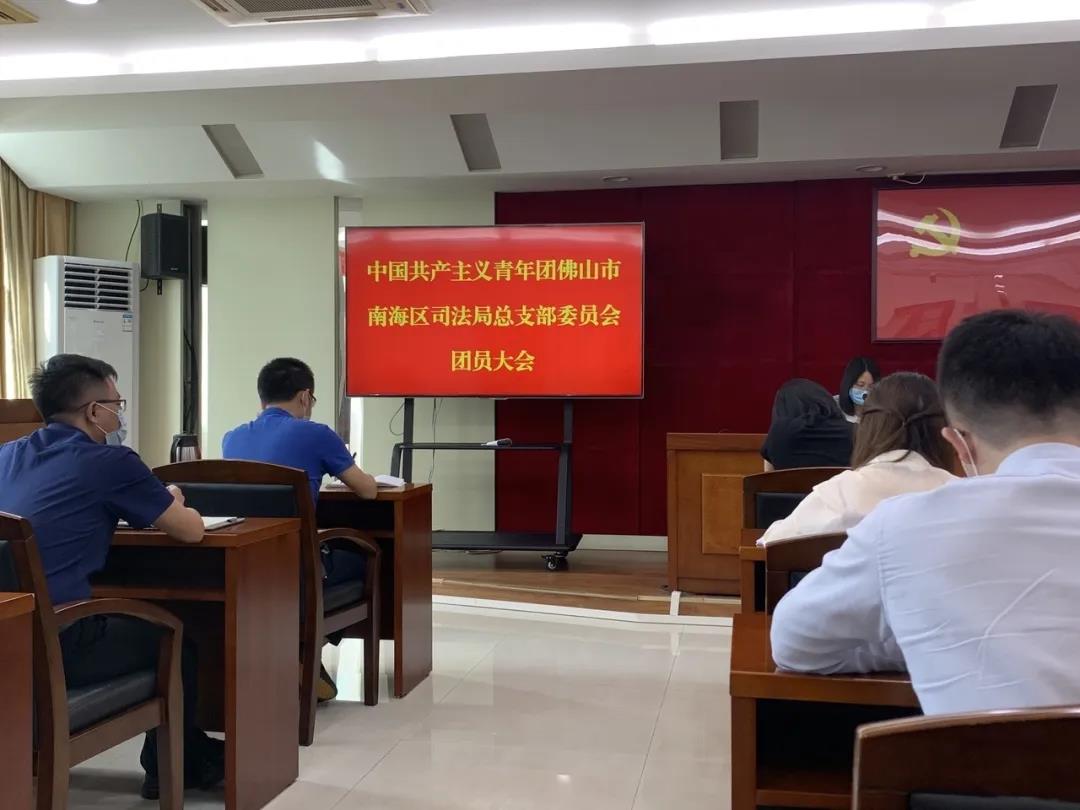 中国共产主义青年团佛山市
南海区司法局总支部委员会
团员大会